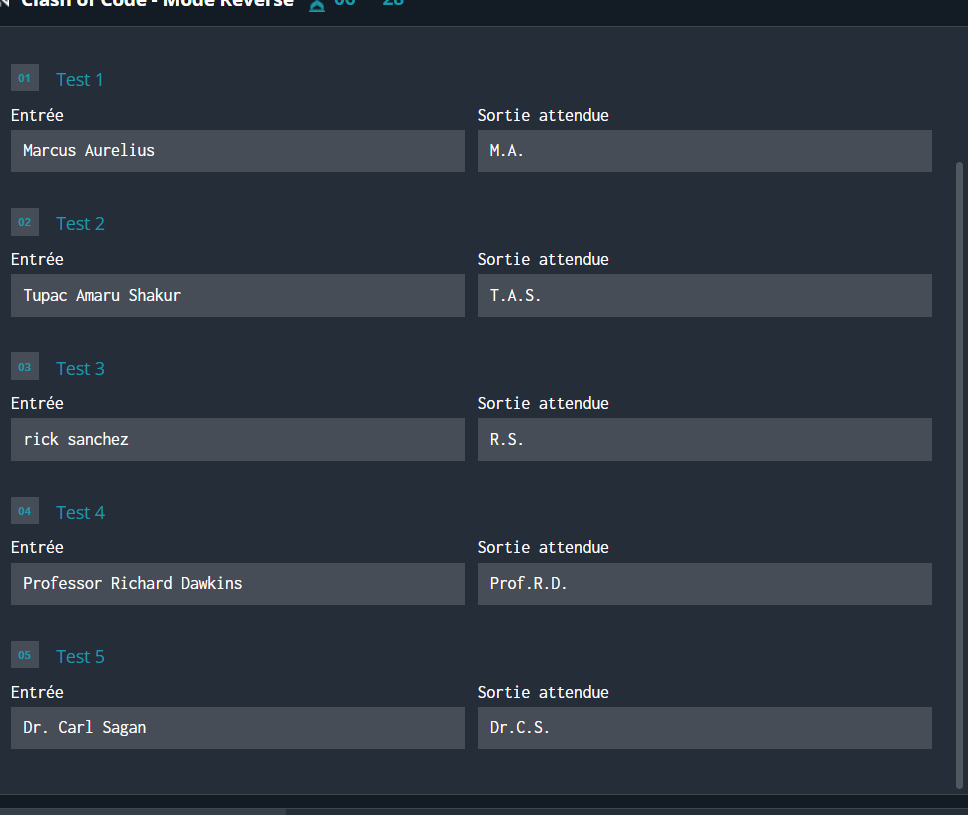 Clash of Code - Mode Reverse
01 Test 1
Entrée Sortie attendue
Marcus Aurelius M.A.
02 Test 2
Entrée Sortie attendue
Tupac Amaru Shakur T.A.S.
03 Test 3
Entrée Sortie attendue
rick sanchez R.S.
04 Test 4
Entrée Sortie attendue
Professor Richard Dawkins Prof.R.D.
05 Test 5
Entrée Sortie attendue
Dr. Carl Sagan Dr.C.S.